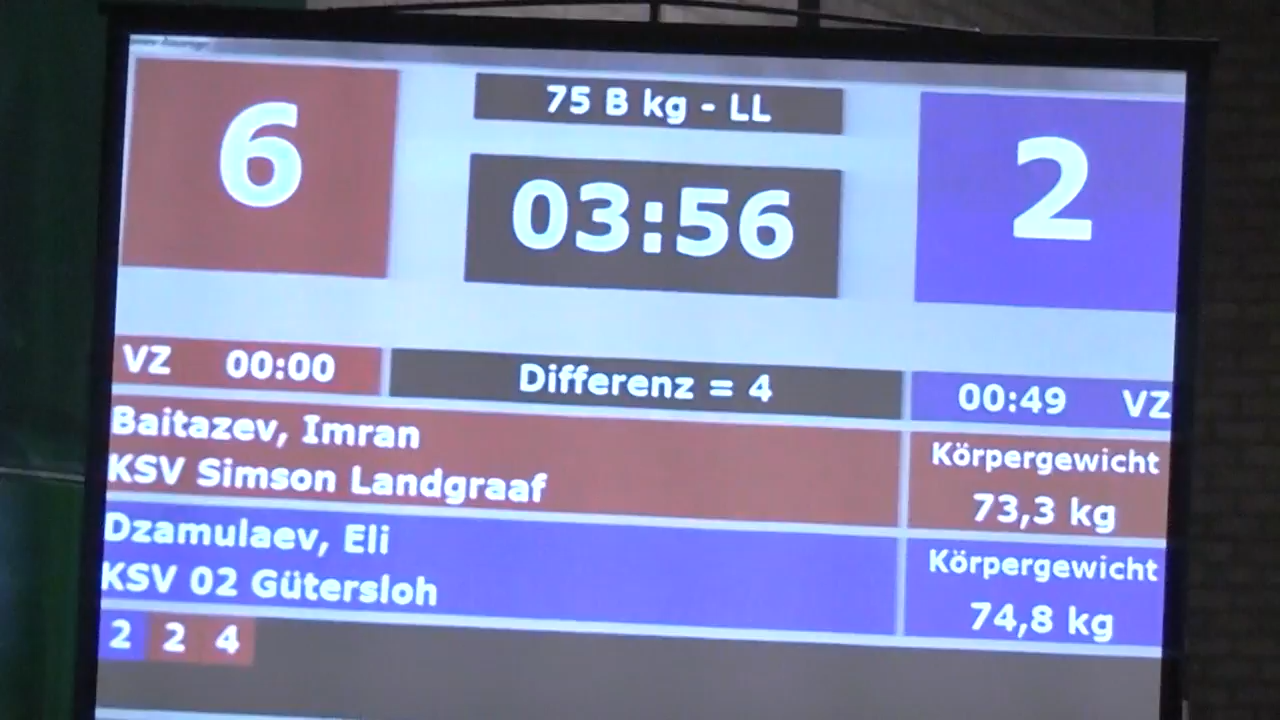 6
75 B kg - LL
03:56
2
VZ 00:00
Differenz = 4
00:49 VZ
Baitazev, Imran
KSV Simson Landgraaf
Körpergewicht
73,3 kg
Dzamulaev, Eli
KSV 02 Gütersloh
Körpergewicht
74,8 kg
2 2 4